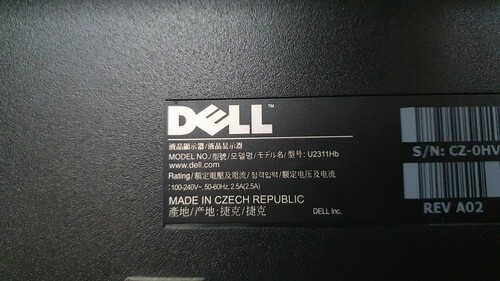 DELL™
液晶顯示器/液晶显示器
MODEL NO./型號/모델명/モデル名/型号: U2311Hb
www.dell.com
Rating/額定電壓及電流/정격입력/额定电压及电流:
100-240V~, 50-60Hz, 2.5A(2.5A)
MADE IN CZECH REPUBLIC
產地/产地: 捷克/捷克
DELL Inc.
S/N: CZ-0HV
REV A02